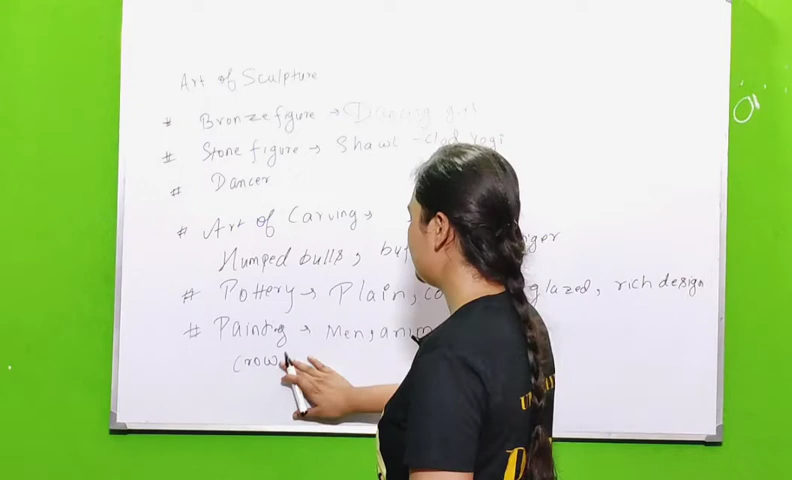 Art of Sculpture
# Bronze figure → Dancing girl
# Stone figure → Shawl-clad yogi
# Dancer
# Art of Carving →
Humped bulls, tiger
# Pottery → Plain, glazed, rich design
# Painting → Men, anim
Crow